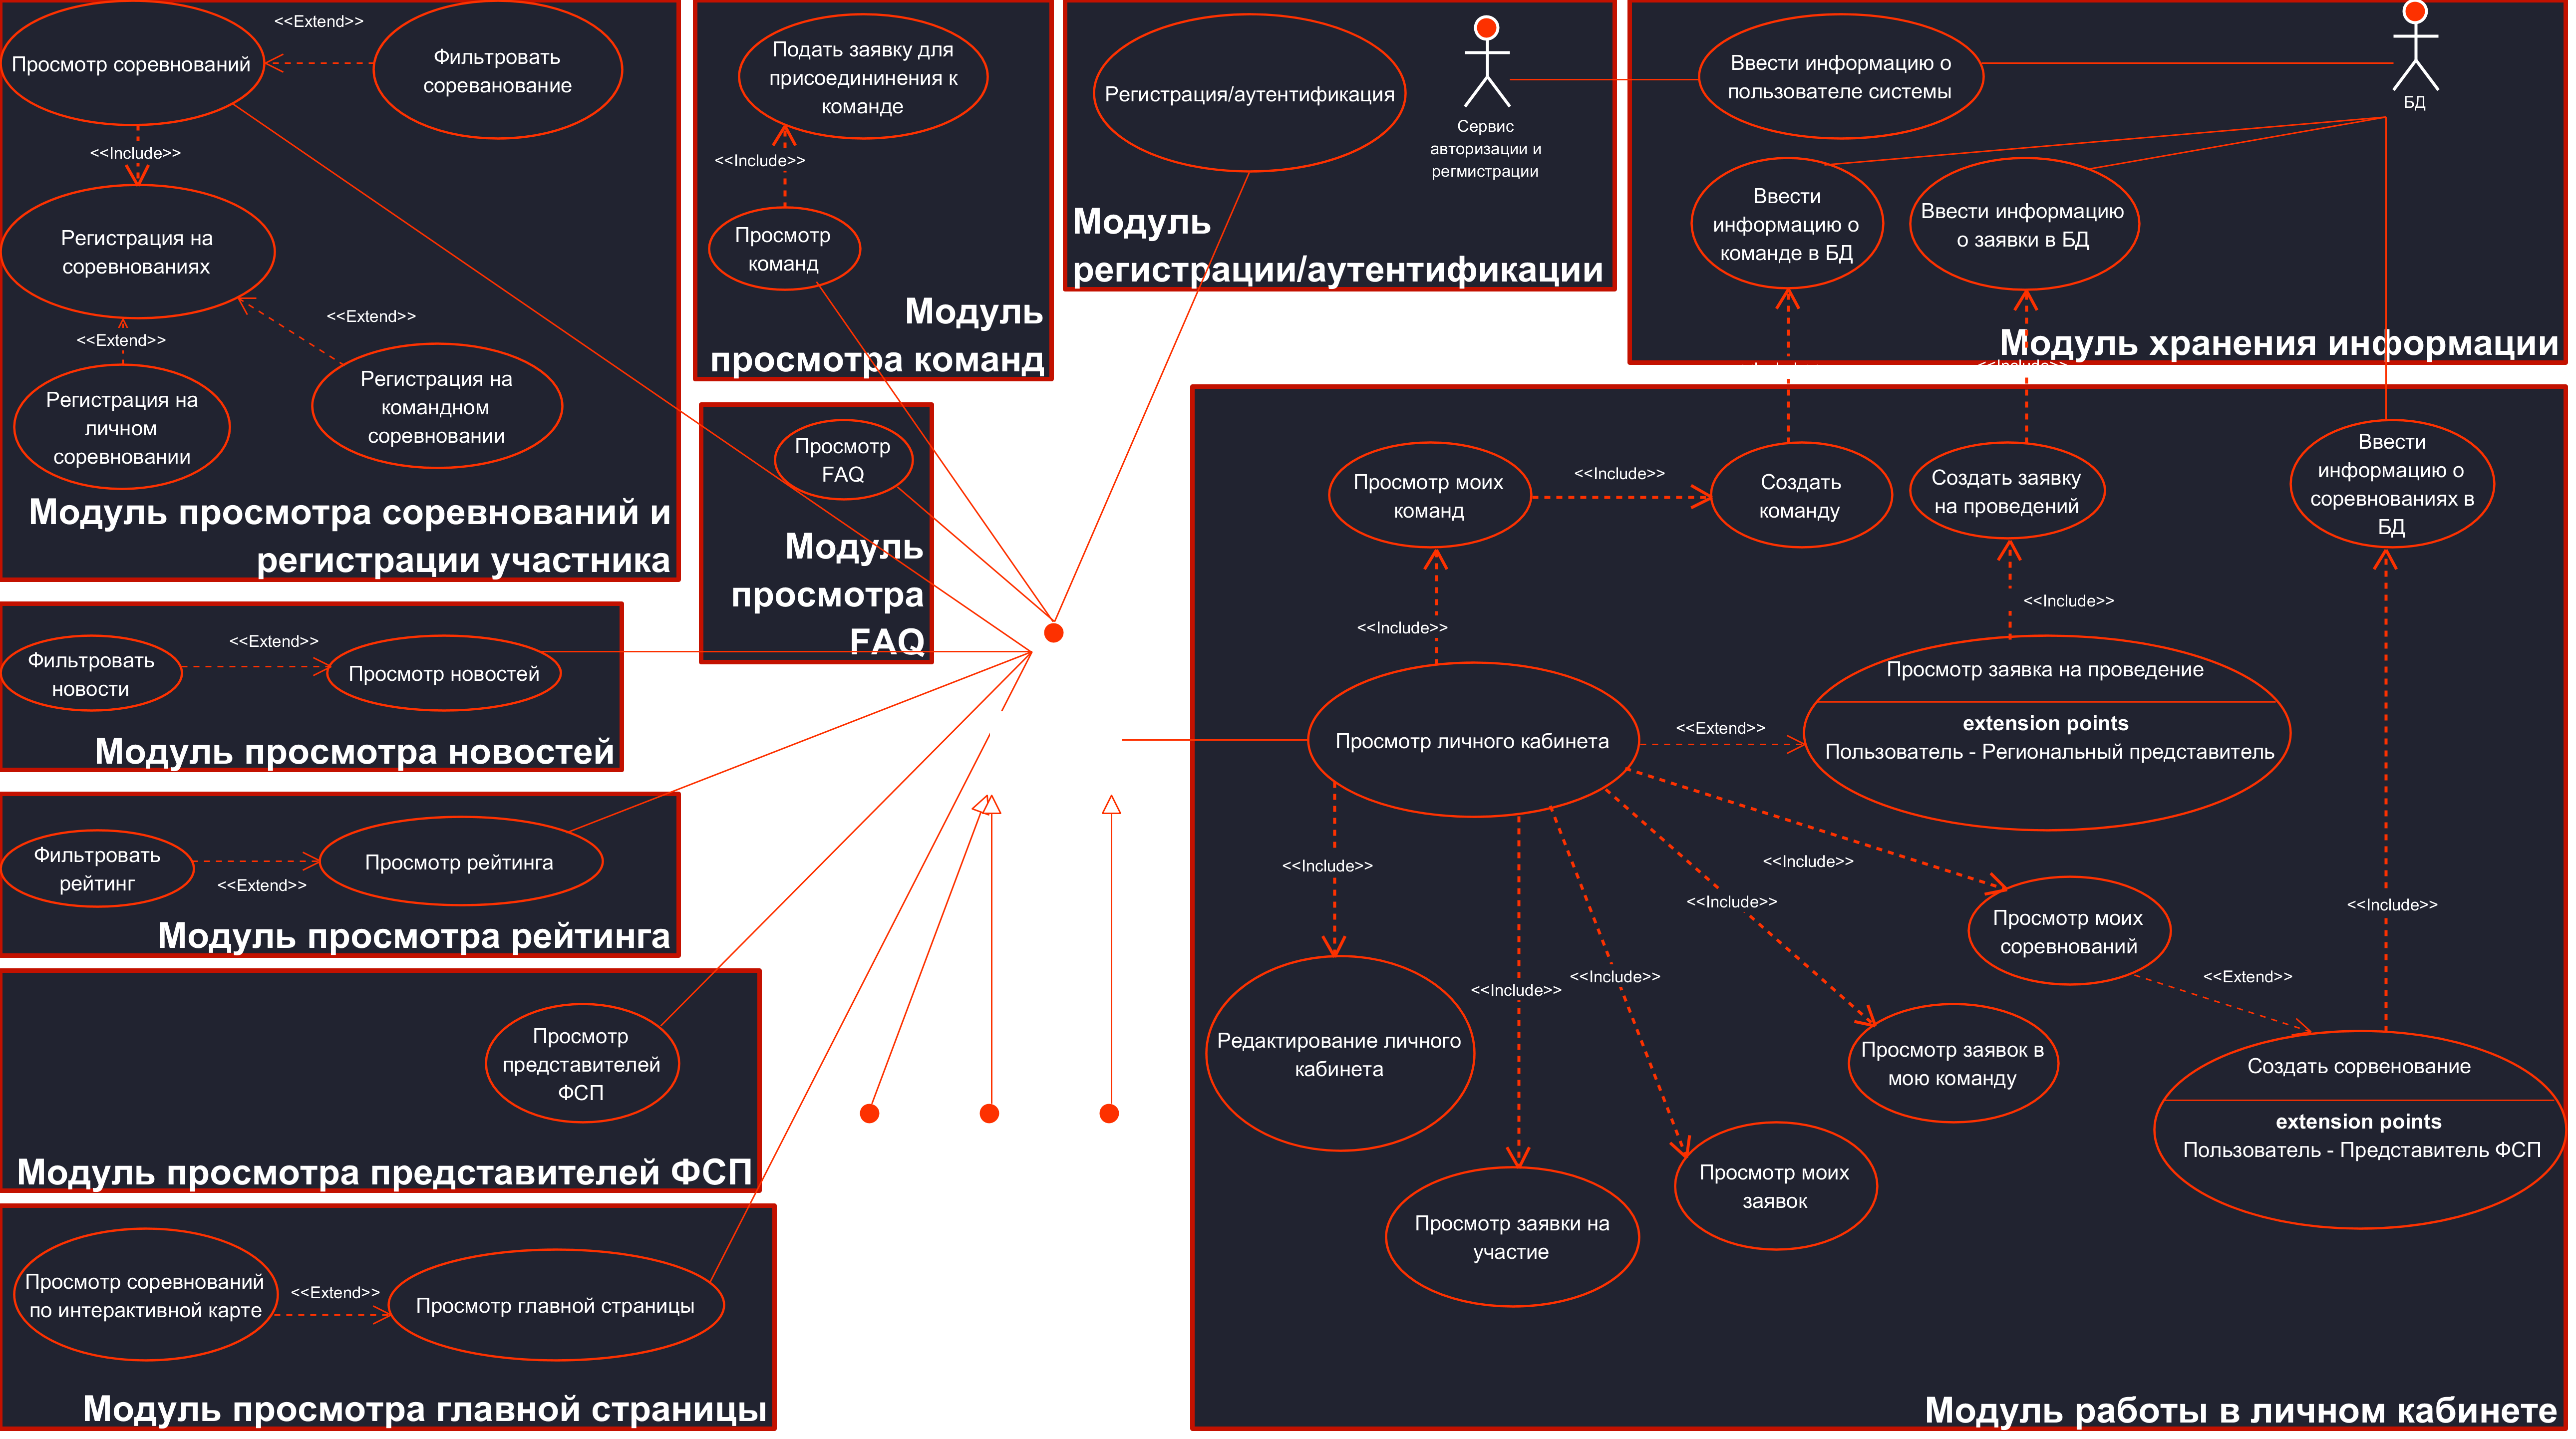 <<Extend>>
Просмотр соревнований
Фильтровать
сореванование
<<Include>>
Регистрация на
соревнованиях
<<Extend>>
<<Extend>>
Регистрация на
личном
соревновании
Регистрация на
командном
соревновании
Модуль просмотра соревнований и
регистрации участника
Подать заявку для
присоедининения к
команде
<<Include>>
Просмотр
команд
Модуль
просмотра команд
Регистрация/аутентификация
Сервис
авторизации и
регмистрации
Модуль
регистрации/аутентификации
Ввести информацию о
пользователе системы
БД
Ввести
информацию о
команде в БД
Ввести информацию
о заявки в БД
Модуль хранения информации
<<Include>>
Просмотр
FAQ
Модуль
просмотра
FAQ
Фильтровать
новости
<<Extend>>
Просмотр новостей
Модуль просмотра новостей
Фильтровать
рейтинг
<<Extend>>
Просмотр рейтинга
Модуль просмотра рейтинга
Просмотр
представителей
ФСП
Модуль просмотра представителей ФСП
Просмотр соревнований
по интерактивной карте
<<Extend>>
Просмотр главной страницы
Модуль просмотра главной страницы
Просмотр моих
команд
<<Include>>
Создать
команду
Создать заявку
на проведений
Ввести
информацию о
соревнованиях в
БД
<<Include>>
<<Include>>
Просмотр заявка на проведение
extension points
Пользователь - Региональный представитель
Просмотр личного кабинета
<<Extend>>
<<Include>>
<<Include>>
<<Include>>
<<Include>>
<<Include>>
<<Include>>
<<Include>>
Просмотр моих
соревнований
<<Extend>>
Редактирование личного
кабинета
Просмотр заявок в
мою команду
Создать сорвенование
extension points
Пользователь - Представитель ФСП
Просмотр моих
заявок
Просмотр заявки на
участие
Модуль работы в личном кабинете